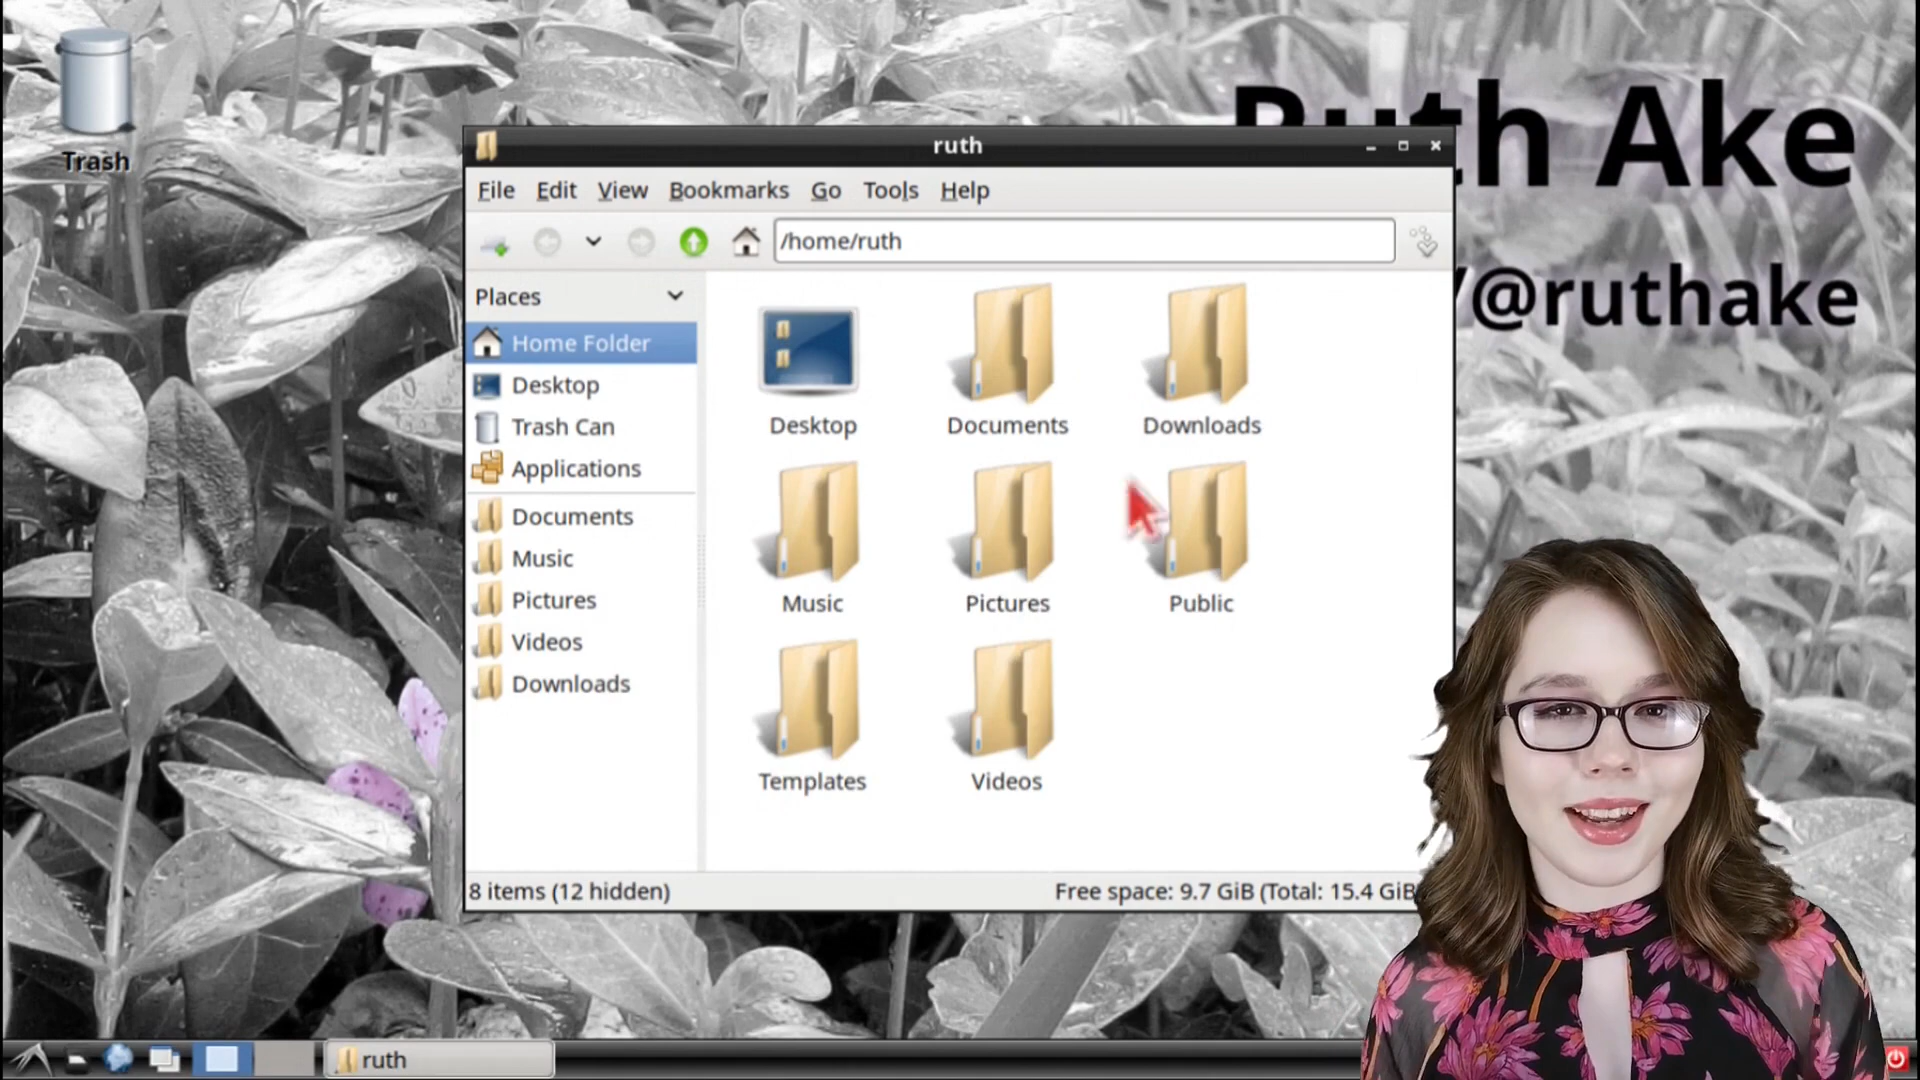 Ruth Ake
/@ruthake
Trash
ruth
File Edit View Bookmarks Go Tools Help
/home/ruth
Places
Home Folder
Desktop
Trash Can
Applications
Documents
Music
Pictures
Videos
Downloads
Desktop Documents Downloads
Music Pictures Public
Templates Videos
8 items (12 hidden) Free space: 9.7 GiB (Total: 15.4 GiB
ruth